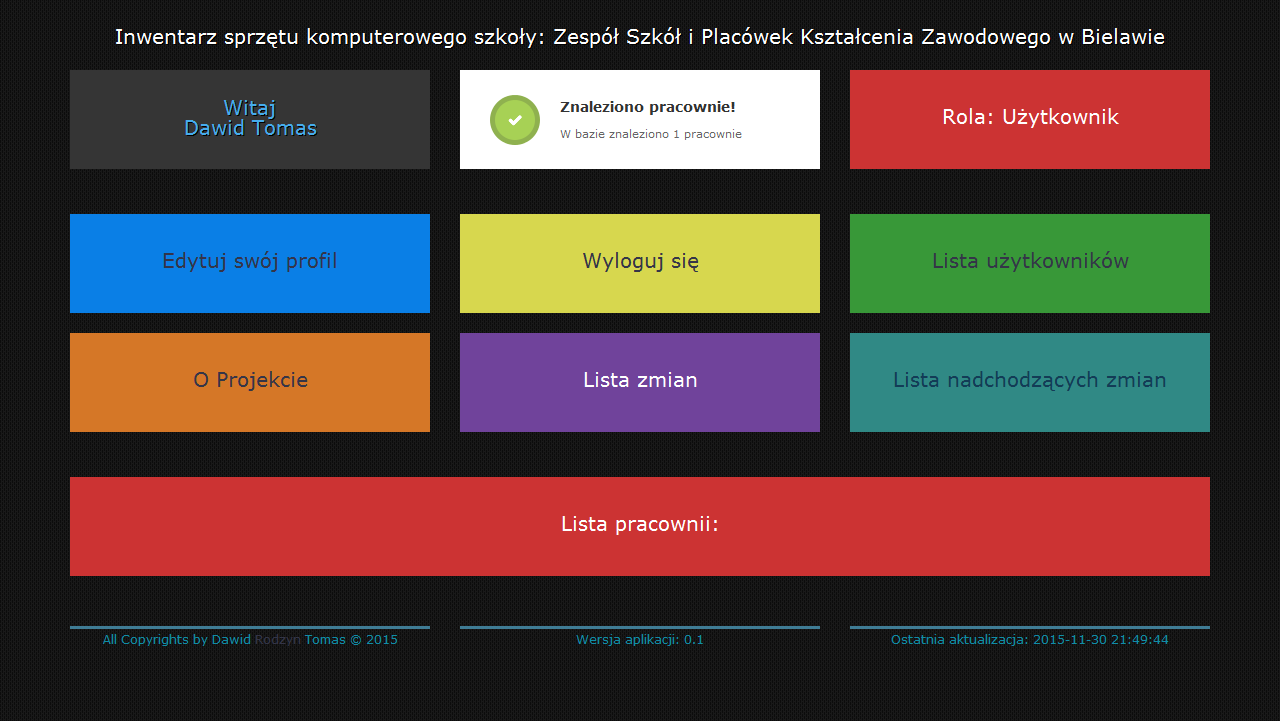 Inwentarz sprzętu komputerowego szkoły: Zespół Szkół i Placówek Kształcenia Zawodowego w Bielawie
Witaj
Dawid Tomas
Znaleziono pracownie!
W bazie znaleziono 1 pracownie
Rola: Użytkownik
Edytuj swój profil
Wyloguj się
Lista użytkowników
O Projekcie
Lista zmian
Lista nadchodzących zmian
Lista pracownii:
All Copyrights by Dawid Rodzyn Tomas © 2015
Wersja aplikacji: 0.1
Ostatnia aktualizacja: 2015-11-30 21:49:44